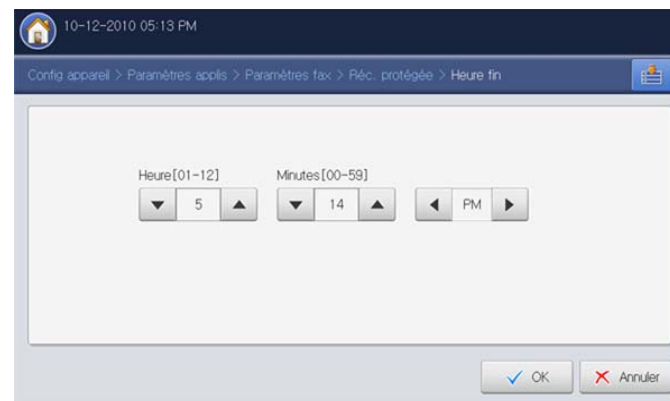 10-12-2010 05:13 PM
Config appareil > Paramètres applis > Paramètres fax > Réc. protégée > Heure fin
Heure[01-12] Minutes[00-59]
5 14 PM
OK Annuler